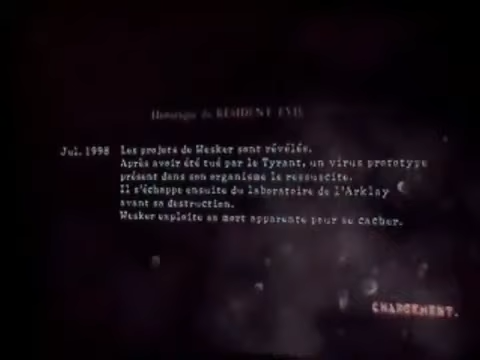 Historique de RESIDENT EVIL
Jul.1998 Les projets de Wesker sont révélés.
Après avoir été tué par le Tyrant, un virus prototype
présent dans son organisme le ressuscite.
Il s'échappe ensuite du laboratoire de l'Arklay
avant sa destruction.
Wesker exploite sa mort apparente pour se cacher.
CHARGEMENT.